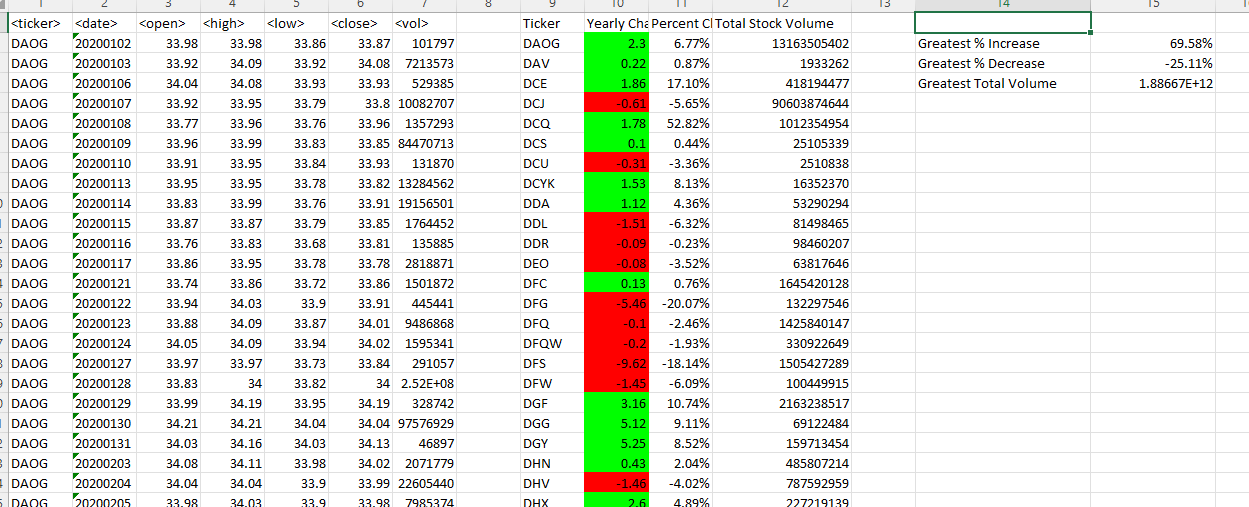 1 2 3 4 5 6 7 8 9 10 11 12 13 14 15
<ticker> <date> <open> <high> <low> <close> <vol> Ticker Yearly Cha Percent Cl Total Stock Volume
DAOG 20200102 33.98 33.98 33.86 33.87 101797 DAOG 2.3 6.77% 13163505402 Greatest % Increase 69.58%
DAOG 20200103 33.92 34.09 33.92 34.08 7213573 DAV 0.22 0.87% 1933262 Greatest % Decrease -25.11%
DAOG 20200106 34.04 34.08 33.93 33.93 529385 DCE 1.86 17.10% 418194477 Greatest Total Volume 1.88667E+12
DAOG 20200107 33.92 33.95 33.79 33.8 10082707 DCJ -0.61 -5.65% 90603874644
DAOG 20200108 33.77 33.96 33.76 33.96 1357293 DCQ 1.78 52.82% 1012354954
DAOG 20200109 33.96 33.99 33.83 33.85 84470713 DCS 0.1 0.44% 25105339
DAOG 20200110 33.91 33.95 33.84 33.93 131870 DCU -0.31 -3.36% 2510838
DAOG 20200113 33.95 33.95 33.78 33.82 13284562 DCYK 1.53 8.13% 16352370
DAOG 20200114 33.83 33.99 33.76 33.91 19156501 DDA 1.12 4.36% 53290294
DAOG 20200115 33.87 33.87 33.79 33.85 1764452 DDL -1.51 -6.32% 81498465
DAOG 20200116 33.76 33.83 33.68 33.81 135885 DDR -0.09 -0.23% 98460207
DAOG 20200117 33.86 33.95 33.78 33.78 2818871 DEO -0.08 -3.52% 63817646
DAOG 20200121 33.74 33.86 33.72 33.86 1501872 DFC 0.13 0.76% 1645420128
DAOG 20200122 33.94 34.03 33.9 33.91 445441 DFG -5.46 -20.07% 132297546
DAOG 20200123 33.88 34.09 33.87 34.01 9486868 DFQ -0.1 -2.46% 1425840147
DAOG 20200124 34.05 34.09 33.94 34.02 1595341 DFQW -0.2 -1.93% 330922649
DAOG 20200127 33.97 33.97 33.73 33.84 291057 DFS -9.62 -18.14% 1505427289
DAOG 20200128 33.83 34 33.82 34 2.52E+08 DFW -1.45 -6.09% 100449915
DAOG 20200129 33.99 34.19 33.95 34.19 328742 DGF 3.16 10.74% 2163238517
DAOG 20200130 34.21 34.21 34.04 34.04 97576929 DGG 5.12 9.11% 69122484
DAOG 20200131 34.03 34.16 34.03 34.13 46897 DGY 5.25 8.52% 159713454
DAOG 20200203 34.08 34.11 33.98 34.02 2071779 DHN 0.43 2.04% 485807214
DAOG 20200204 34.04 34.04 33.9 33.99 22605440 DHV -1.46 -4.02% 787592959
DAOG 20200205 33.98 34.03 33.9 33.98 7985374 DHX 2.6 4.89% 227219139